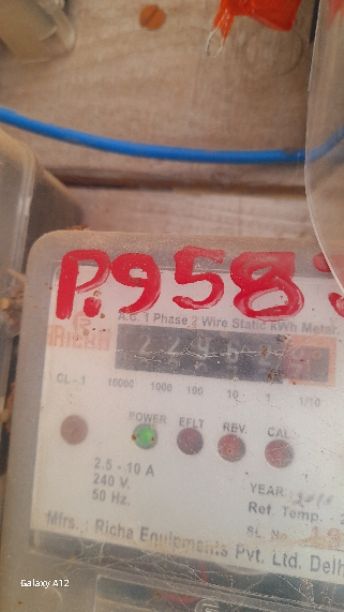 P.958
A.C. 1 Phase 2 Wire Static kWh Meter
RICHA
CL-1 10000 1000 100 10 1 1/10
POWER EFLT REV. CAL
2.5 - 10 A
240 V.
50 Hz.
YEAR
Ref. Temp. 2
SL No.
Mfrs.: Richa Equipments Pvt. Ltd. Delh
Galaxy A12